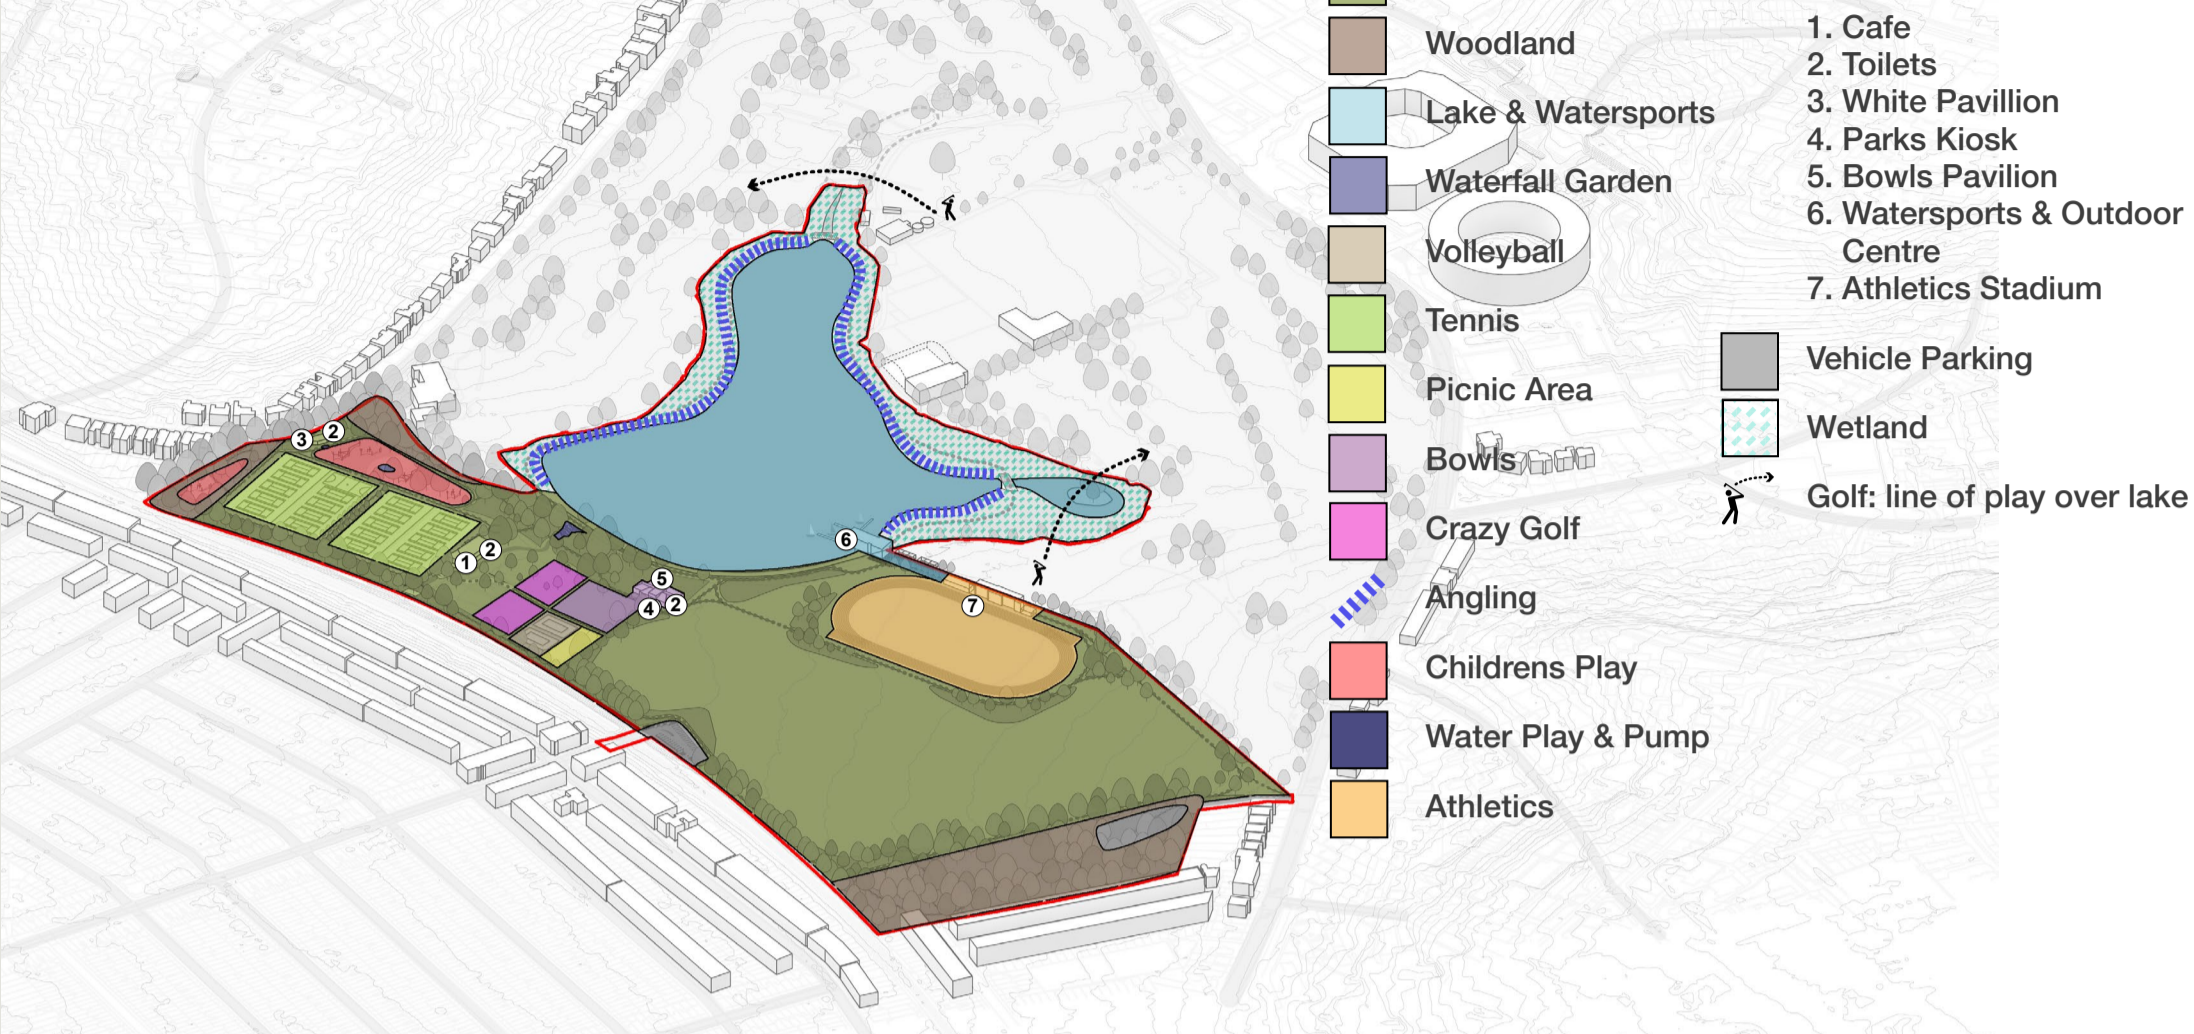 Woodland
Lake & Watersports
Waterfall Garden
Volleyball
Tennis
Picnic Area
Bowls
Crazy Golf
Angling
Childrens Play
Water Play & Pump
Athletics
1. Cafe
2. Toilets
3. White Pavillion
4. Parks Kiosk
5. Bowls Pavilion
6. Watersports & Outdoor
Centre
7. Athletics Stadium
Vehicle Parking
Wetland
Golf: line of play over lake
3
2
1
2
5
4
2
6
7